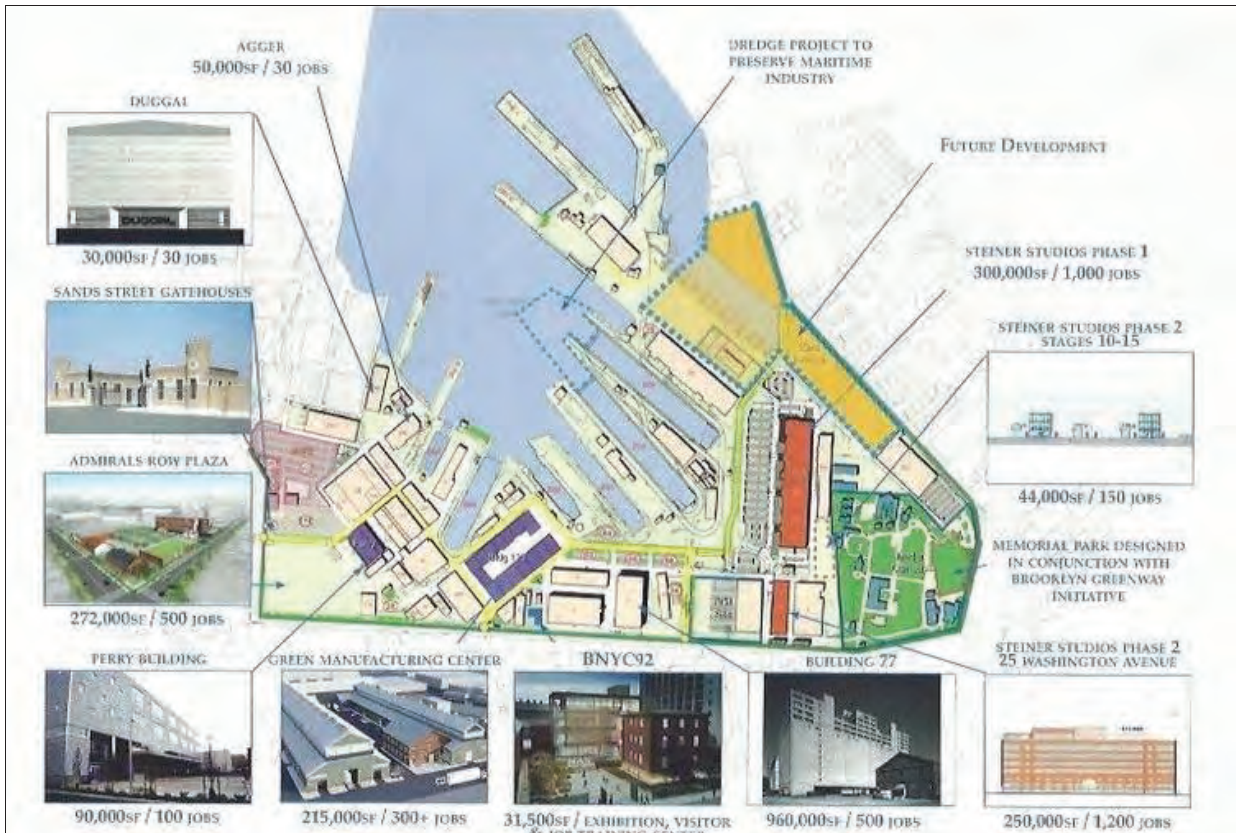 AGGER
50,000SF / 30 JOBS
DREDGE PROJECT TO
PRESERVE MARITIME
INDUSTRY
DUGGAL
30,000SF / 30 JOBS
FUTURE DEVELOPMENT
STEINER STUDIOS PHASE 1
300,000SF / 1,000 JOBS
SANDS STREET GATEHOUSES
STEINER STUDIOS PHASE 2
STAGES 10-15
44,000SF / 150 JOBS
ADMIRALS ROW PLAZA
272,000SF / 500 JOBS
MEMORIAL PARK DESIGNED
IN CONJUNCTION WITH
BROOKLYN GREENWAY
INITIATIVE
PERRY BUILDING
90,000SF / 100 JOBS
GREEN MANUFACTURING CENTER
215,000SF / 300+ JOBS
BNYC92
31,500SF / EXHIBITION, VISITOR
& JOB TRAINING CENTER
BUILDING 77
960,000SF / 500 JOBS
STEINER STUDIOS PHASE 2
25 WASHINGTON AVENUE
250,000SF / 1,200 JOBS